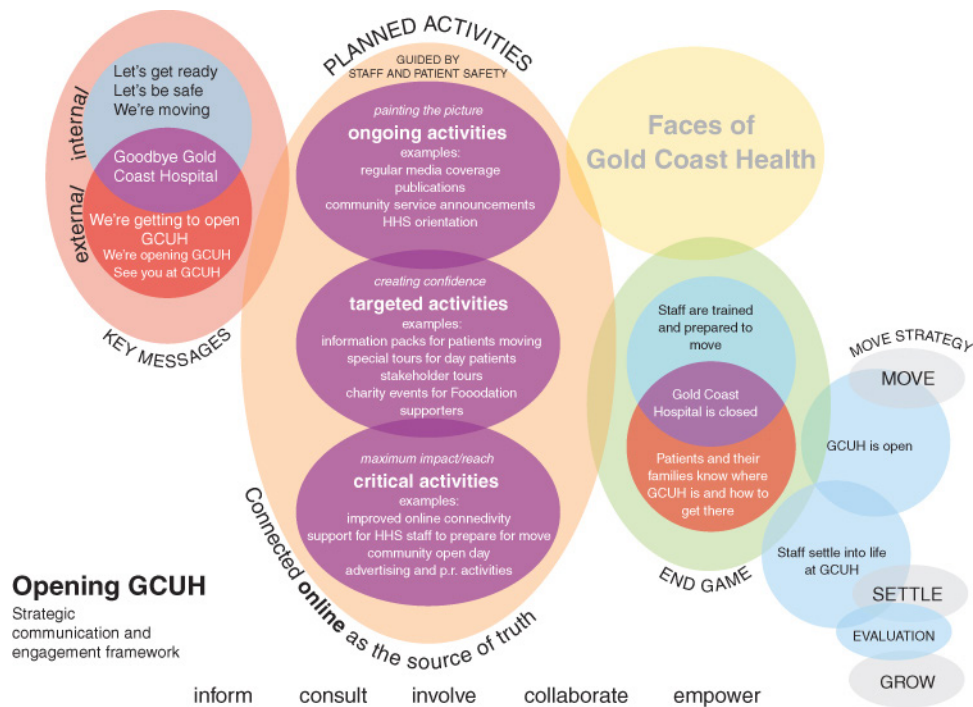 internal/
external/
Let's get ready
Let's be safe
We're moving
Goodbye Gold
Coast Hospital
We're getting to open
GCUH
We're opening GCUH
See you at GCUH
KEY MESSAGES
PLANNED ACTIVITIES
GUIDED BY
STAFF AND PATIENT SAFETY
painting the picture
ongoing activities
examples:
regular media coverage
publications
community service announcements
HHS orientation
creating confidence
targeted activities
examples:
information packs for patients moving
special tours for day patients
stakeholder tours
charity events for Fooodation
supporters
maximum impact/reach
critical activities
examples:
improved online connedivity
support for HHS staff to prepare for move
community open day
advertising and p.r. activities
Connected online as the source of truth
Faces of
Gold Coast Health
Staff are trained
and prepared to
move
Gold Coast
Hospital is closed
Patients and their
families know where
GCUH is and how to
get there
END GAME
MOVE STRATEGY
MOVE
GCUH is open
Staff settle into life
at GCUH
SETTLE
EVALUATION
GROW
Opening GCUH
Strategic
communication and
engagement framework
inform consult involve collaborate empower